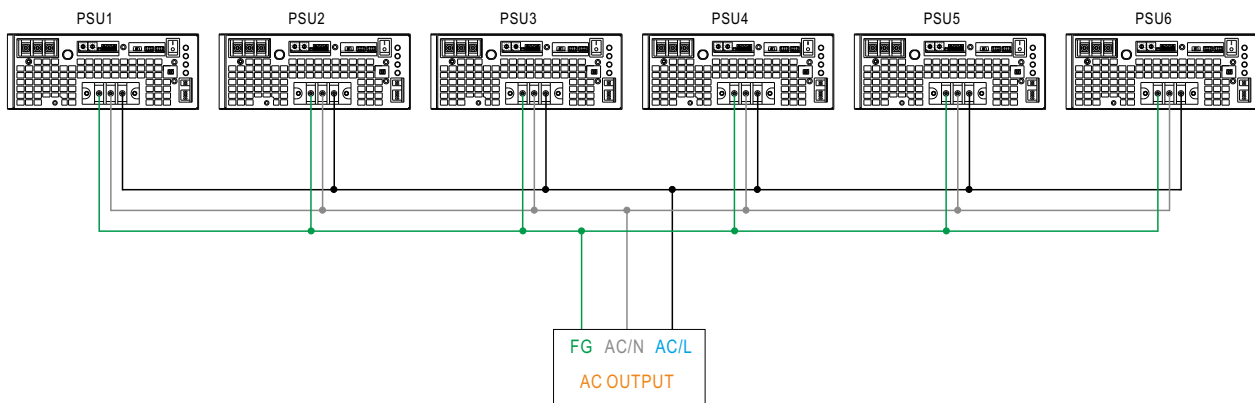 PSU1 PSU2 PSU3 PSU4 PSU5 PSU6
FG AC/N AC/L
AC OUTPUT